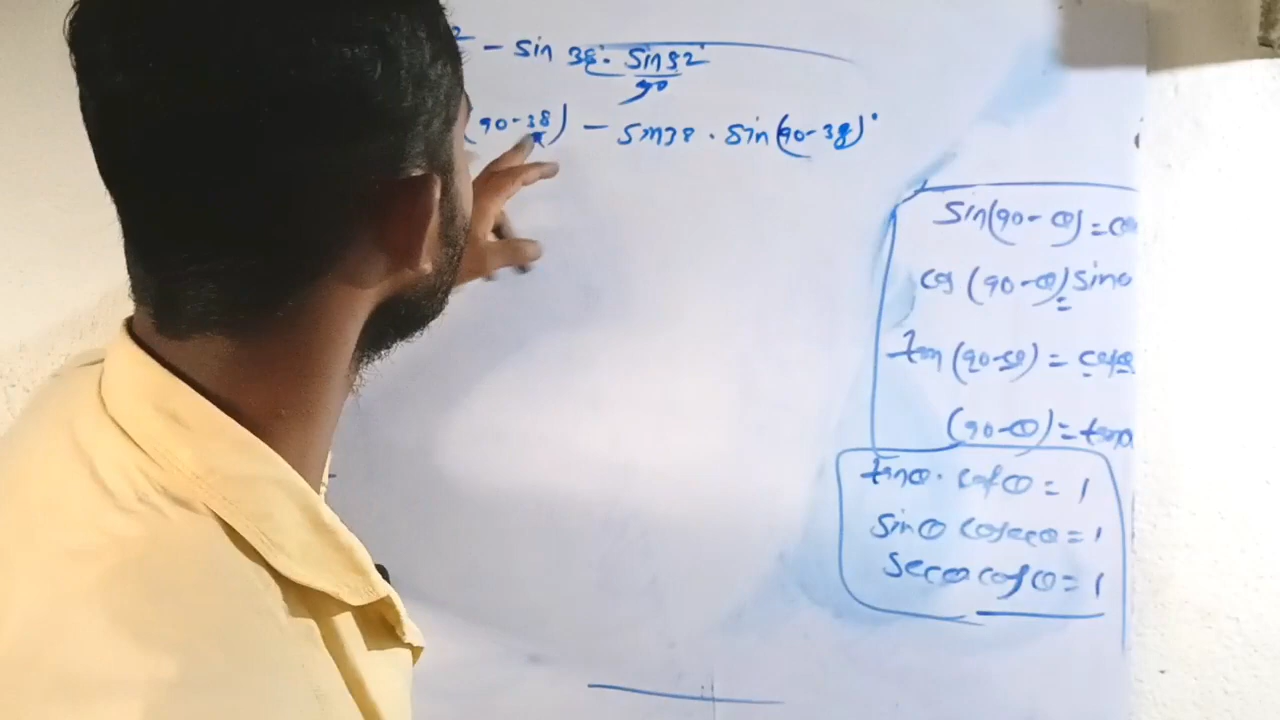 2 - sin 38° · sin 52°
90
(90-38) - sin38 · sin(90-38)°
sin(90-θ) = co
cos (90-θ) sinθ
tan (90-θ) = cotθ
(90-θ) = tanθ
tanθ · cotθ = 1
sinθ cosecθ = 1
secθ cosθ = 1